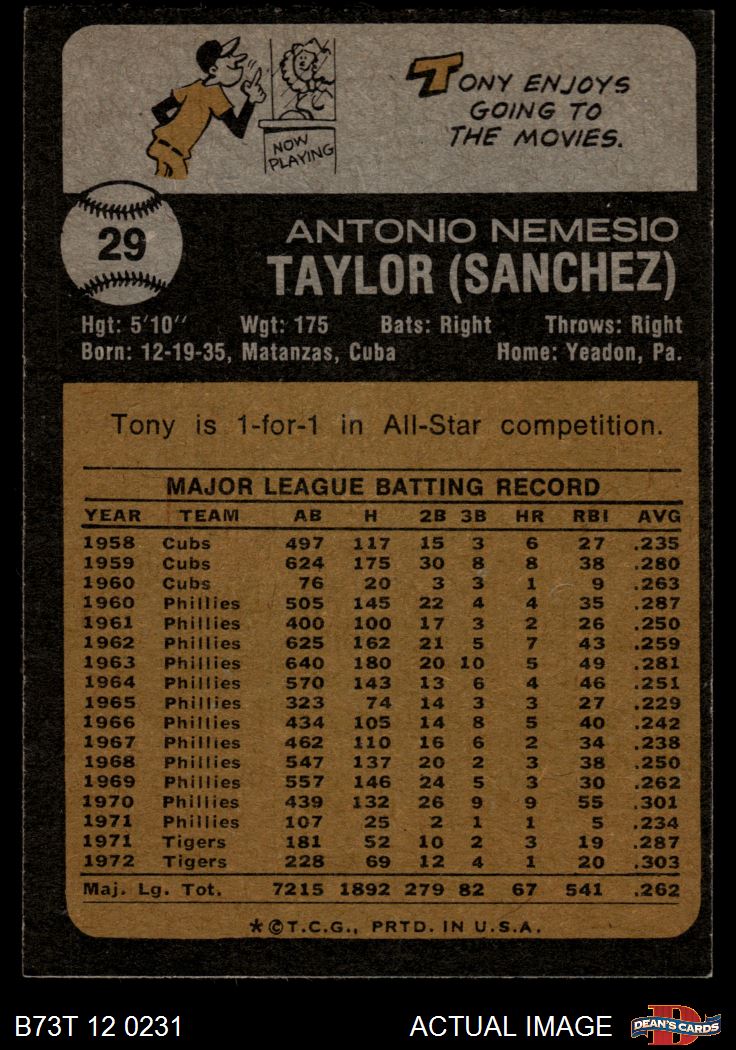 TONY ENJOYS
GOING TO
THE MOVIES.
NOW
PLAYING
29
ANTONIO NEMESIO
TAYLOR (SANCHEZ)
Hgt: 5'10" Wgt: 175 Bats: Right Throws: Right
Born: 12-19-35, Matanzas, Cuba Home: Yeadon, Pa.
Tony is 1-for-1 in All-Star competition.
MAJOR LEAGUE BATTING RECORD
YEAR TEAM AB H 2B 3B HR RBI AVG
1958 Cubs 497 117 15 3 6 27 .235
1959 Cubs 624 175 30 8 8 38 .280
1960 Cubs 76 20 3 3 1 9 .263
1960 Phillies 505 145 22 4 4 35 .287
1961 Phillies 400 100 17 3 2 26 .250
1962 Phillies 625 162 21 5 7 43 .259
1963 Phillies 640 180 20 10 5 49 .281
1964 Phillies 570 143 13 6 4 46 .251
1965 Phillies 323 74 14 3 3 27 .229
1966 Phillies 434 105 14 8 5 40 .242
1967 Phillies 462 110 16 6 2 34 .238
1968 Phillies 547 137 20 2 3 38 .250
1969 Phillies 557 146 24 5 3 30 .262
1970 Phillies 439 132 26 9 9 55 .301
1971 Phillies 107 25 2 1 1 5 .234
1971 Tigers 181 52 10 2 3 19 .287
1972 Tigers 228 69 12 4 1 20 .303
Maj. Lg. Tot. 7215 1892 279 82 67 541 .262
*©T.C.G., PRTD. IN U.S.A.
B73T 12 0231 ACTUAL IMAGE
DEAN'S CARDS